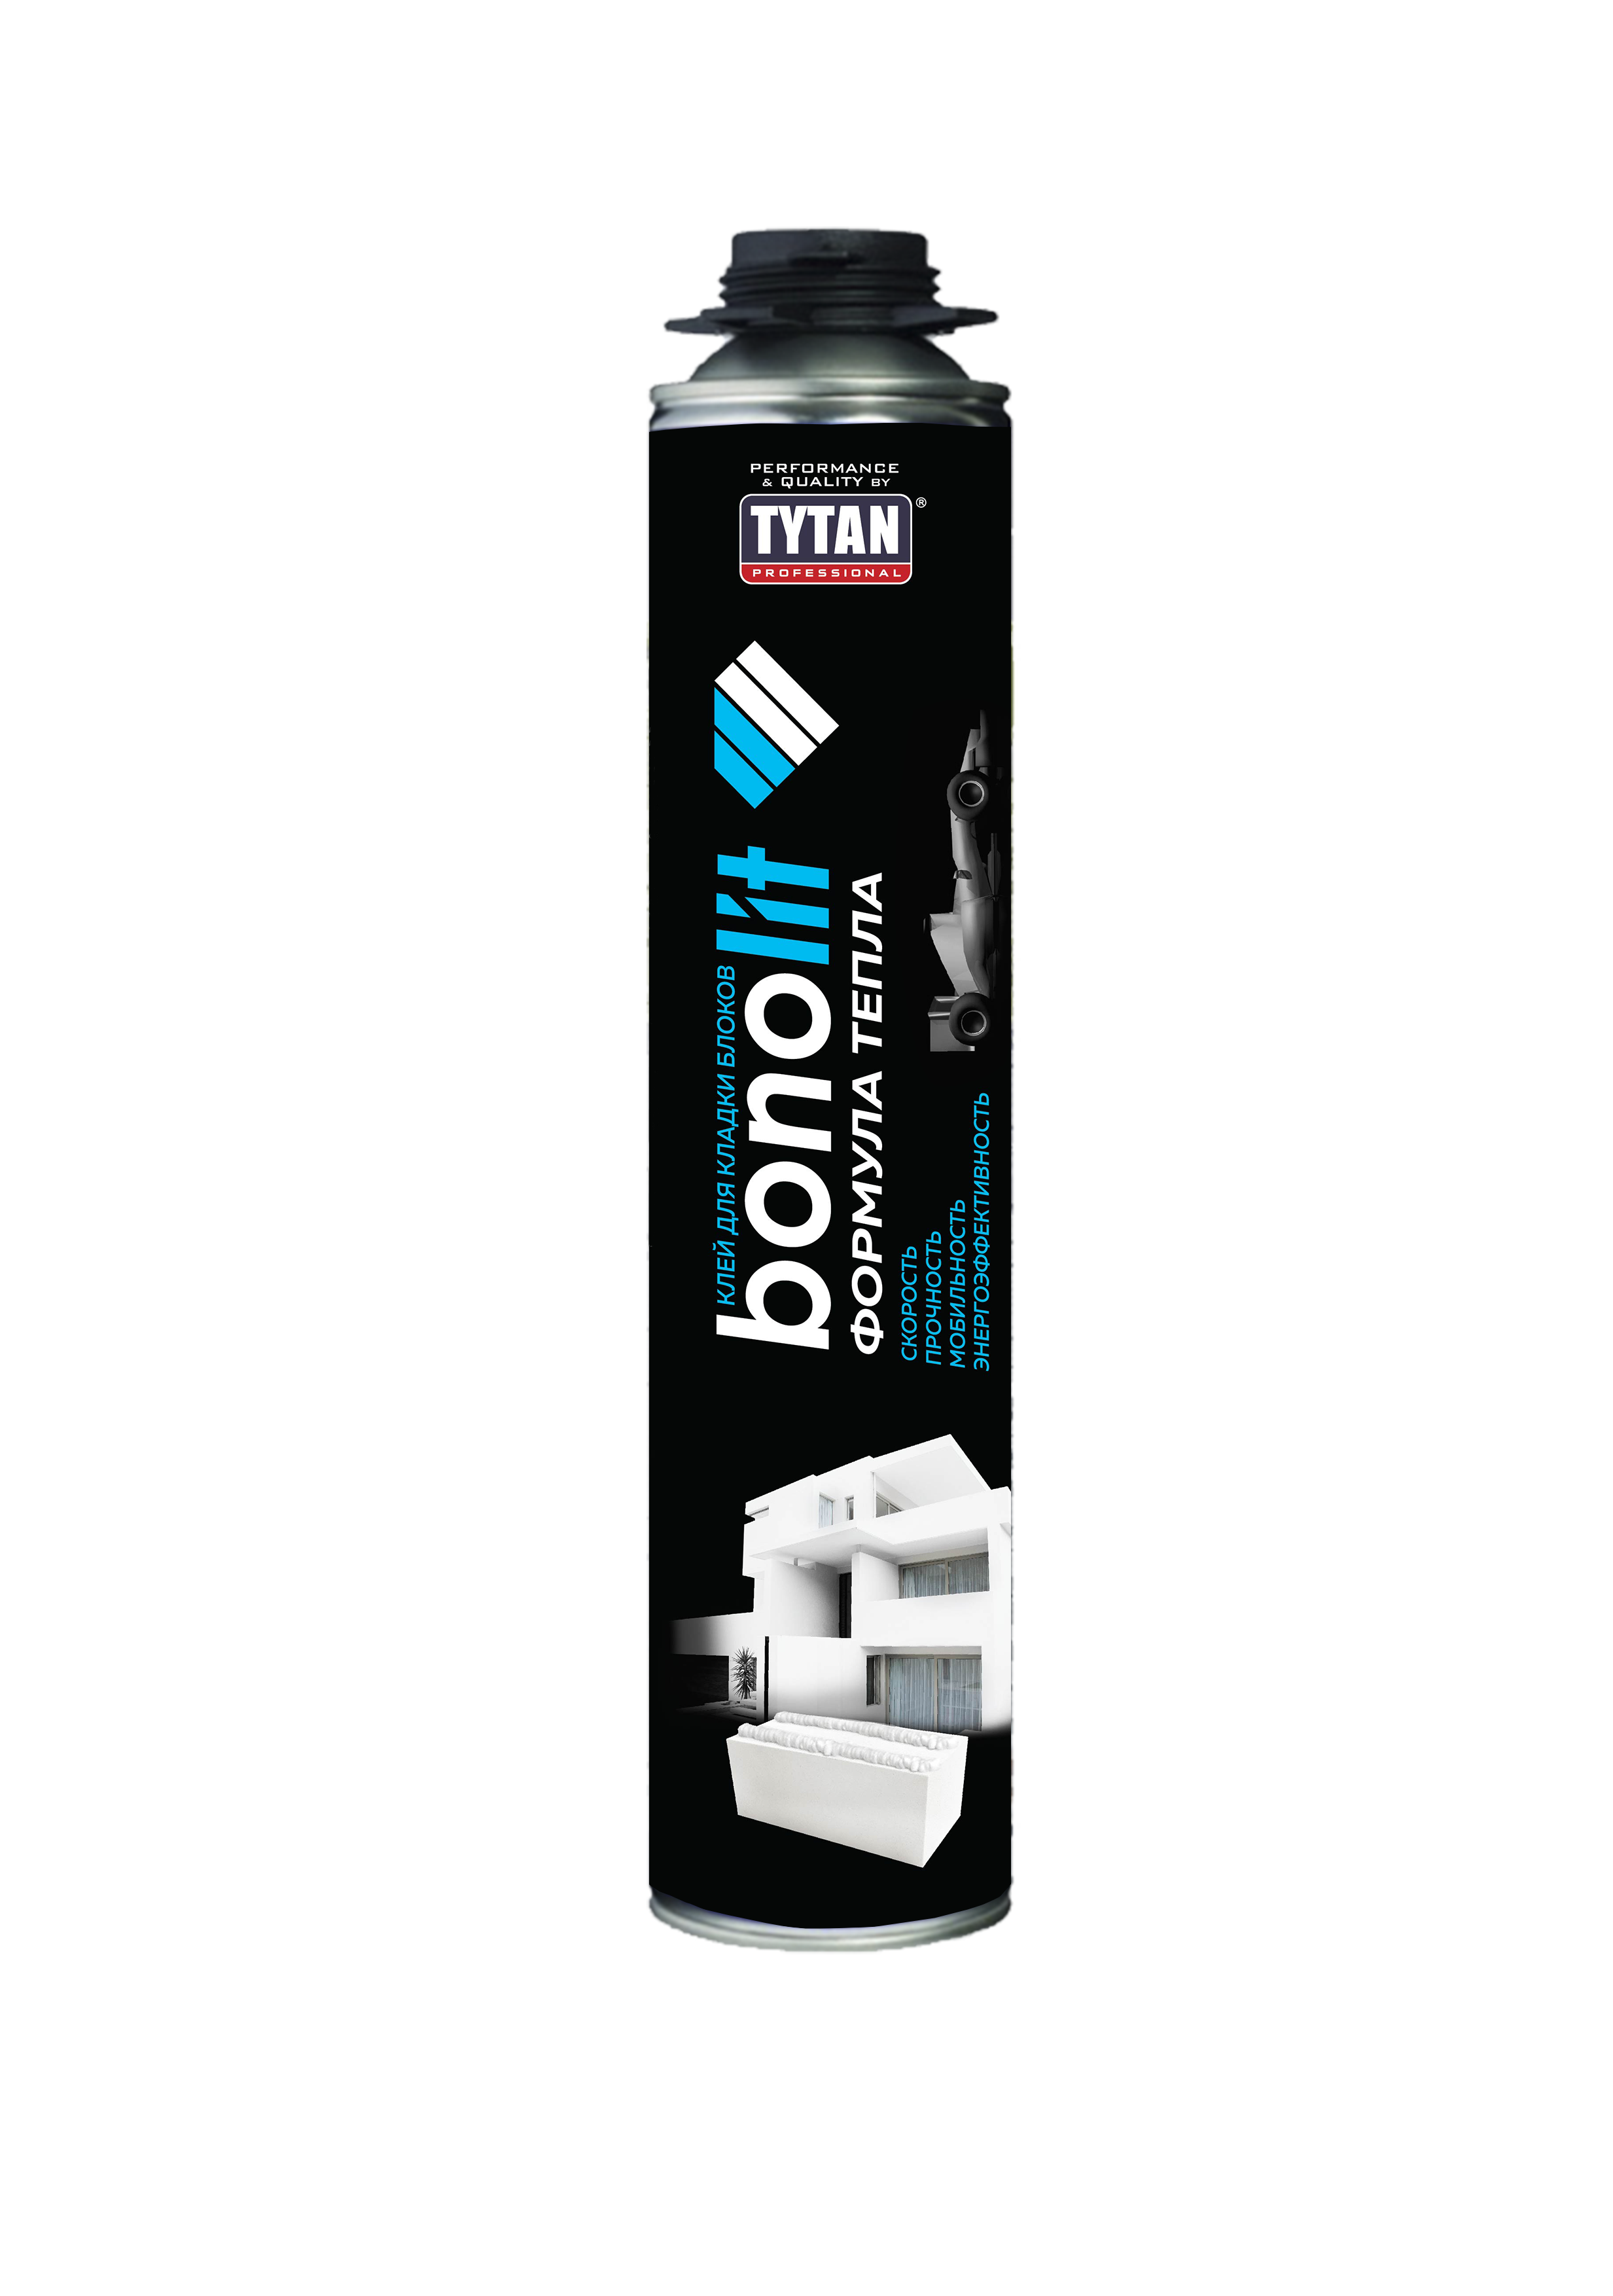 PERFORMANCE
& QUALITY BY
TYTAN®
PROFESSIONAL
КЛЕЙ ДЛЯ КЛАДКИ БЛОКОВ
bonolit
ФОРМУЛА ТЕПЛА
СКОРОСТЬ
ПРОЧНОСТЬ
МОБИЛЬНОСТЬ
ЭНЕРГОЭФФЕКТИВНОСТЬ